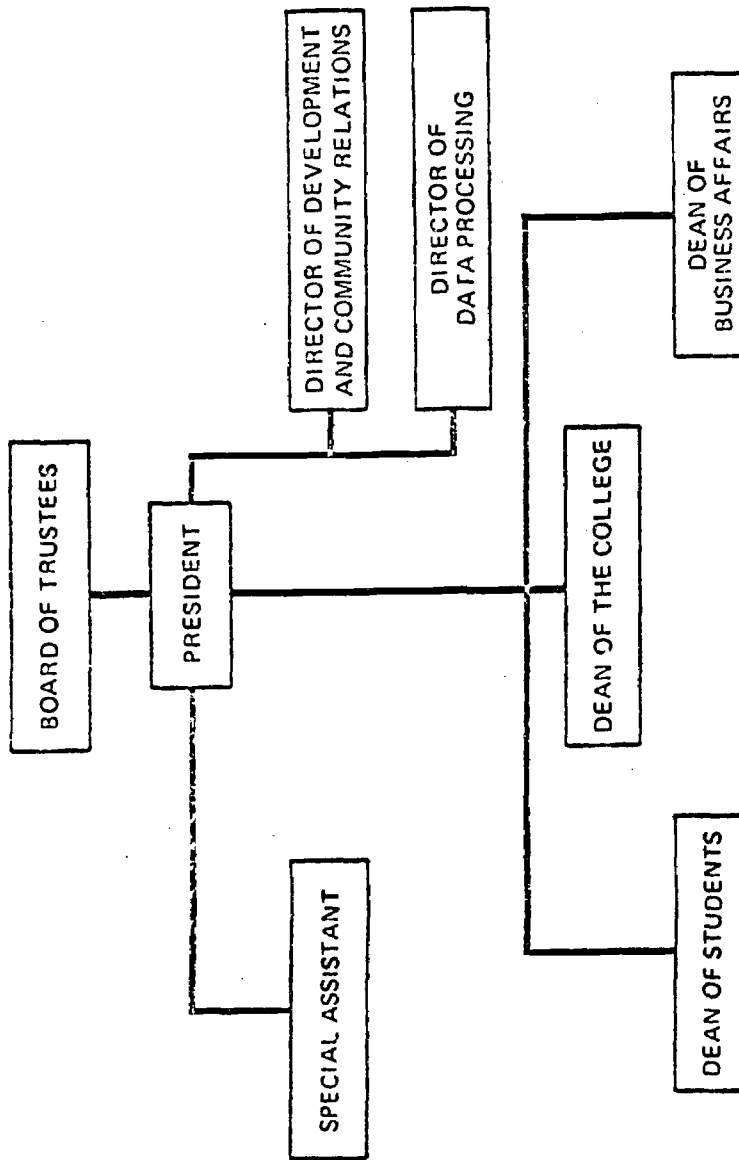 BOARD OF TRUSTEES
PRESIDENT
SPECIAL ASSISTANT
DIRECTOR OF DEVELOPMENT
AND COMMUNITY RELATIONS
DIRECTOR OF
DATA PROCESSING
DEAN OF STUDENTS
DEAN OF THE COLLEGE
DEAN OF
BUSINESS AFFAIRS